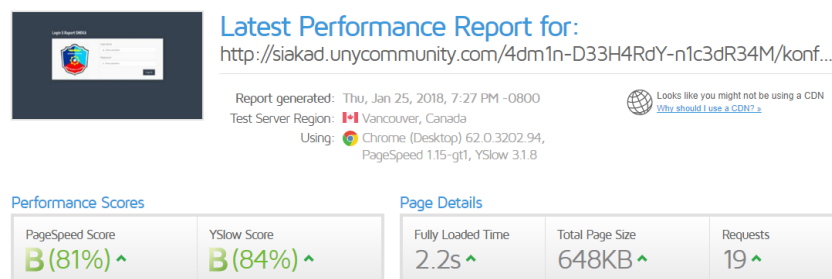 Latest Performance Report for:
http://siakad.unycommunity.com/4dm1n-D33H4RdY-n1c3dR34M/konf...
Report generated: Thu, Jan 25, 2018, 7:27 PM -0800
Test Server Region: Vancouver, Canada
Using: Chrome (Desktop) 62.0.3202.94,
PageSpeed 1.15-gt1, YSlow 3.1.8
Looks like you might not be using a CDN
Why should I use a CDN? »
Performance Scores
PageSpeed Score
B (81%)
YSlow Score
B (84%)
Page Details
Fully Loaded Time
2.2s
Total Page Size
648KB
Requests
19